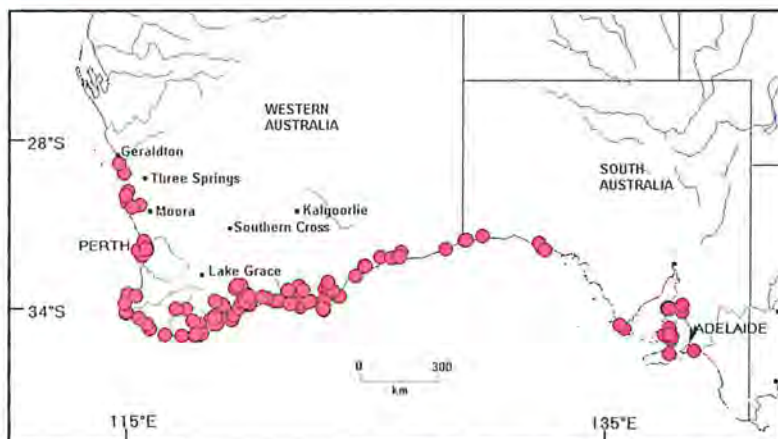 WESTERN
AUSTRALIA
28°S
Geraldton
Three Springs
SOUTH
AUSTRALIA
Moora
Kalgoorlie
Southern Cross
PERTH
Lake Grace
34°S
ADELAIDE
0 300
km
115°E 135°E